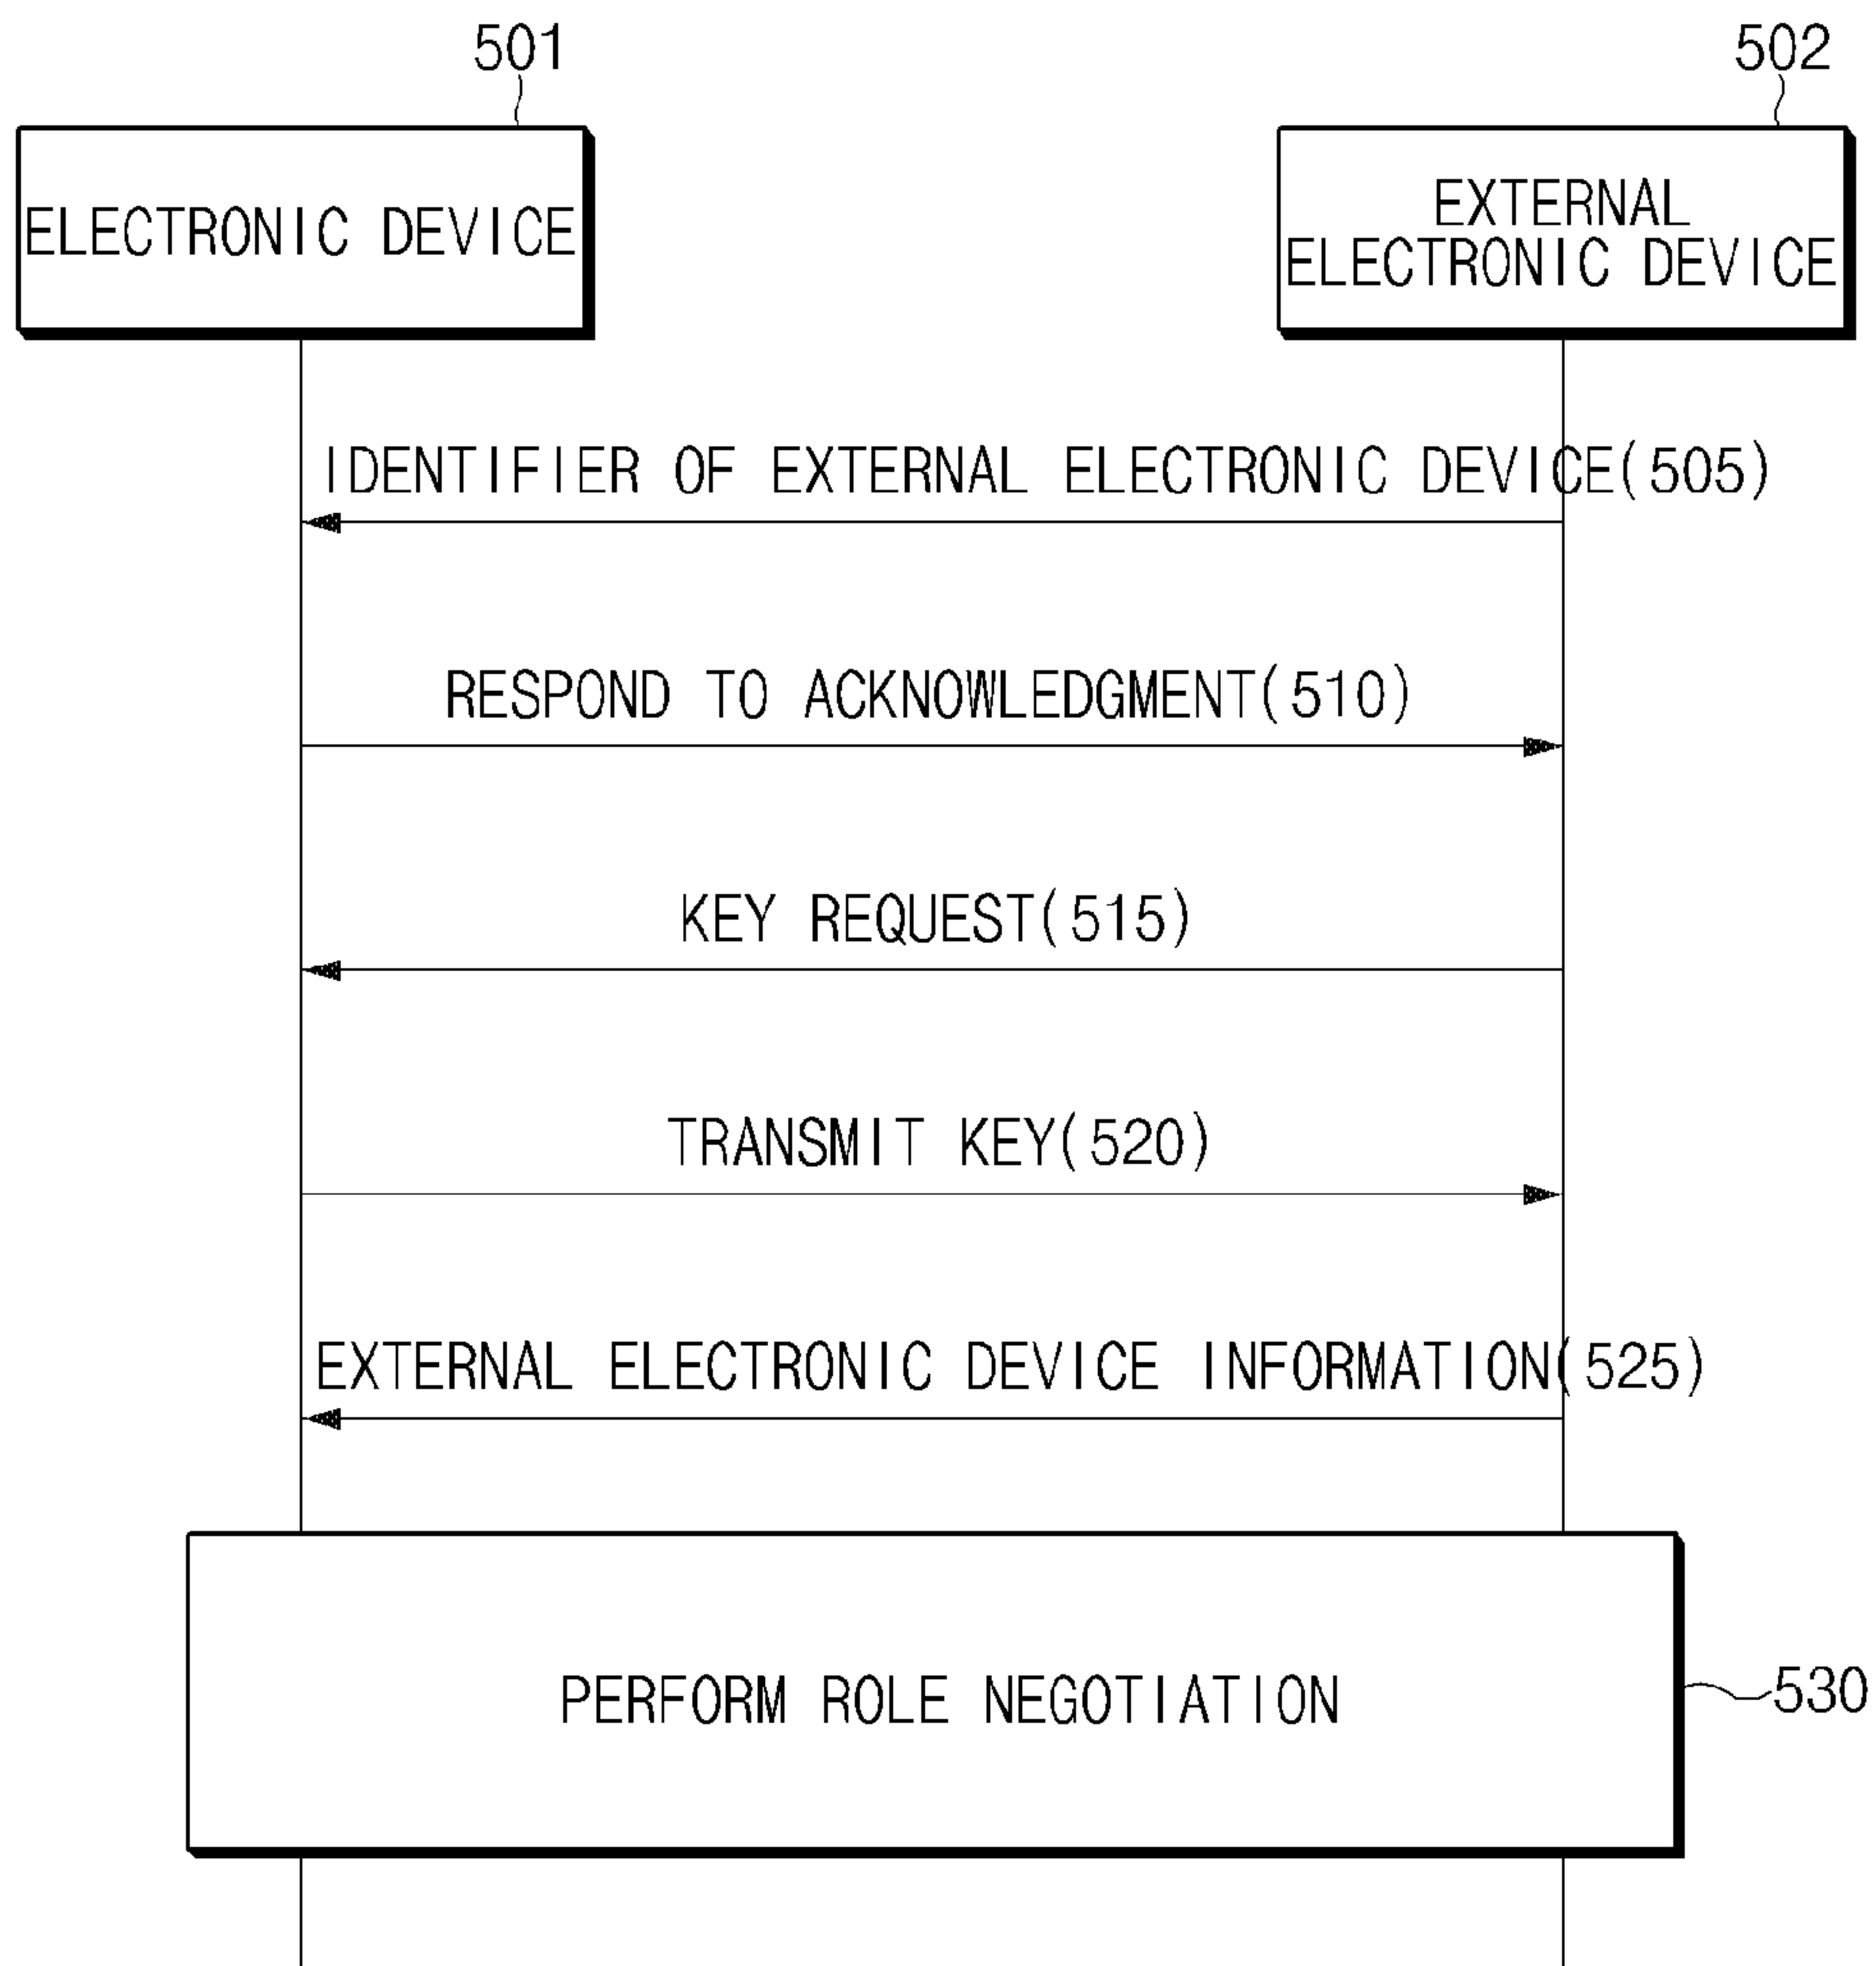 501
502
ELECTRONIC DEVICE
EXTERNAL
ELECTRONIC DEVICE
IDENTIFIER OF EXTERNAL ELECTRONIC DEVICE(505)
RESPOND TO ACKNOWLEDGMENT(510)
KEY REQUEST(515)
TRANSMIT KEY(520)
EXTERNAL ELECTRONIC DEVICE INFORMATION(525)
PERFORM ROLE NEGOTIATION
530